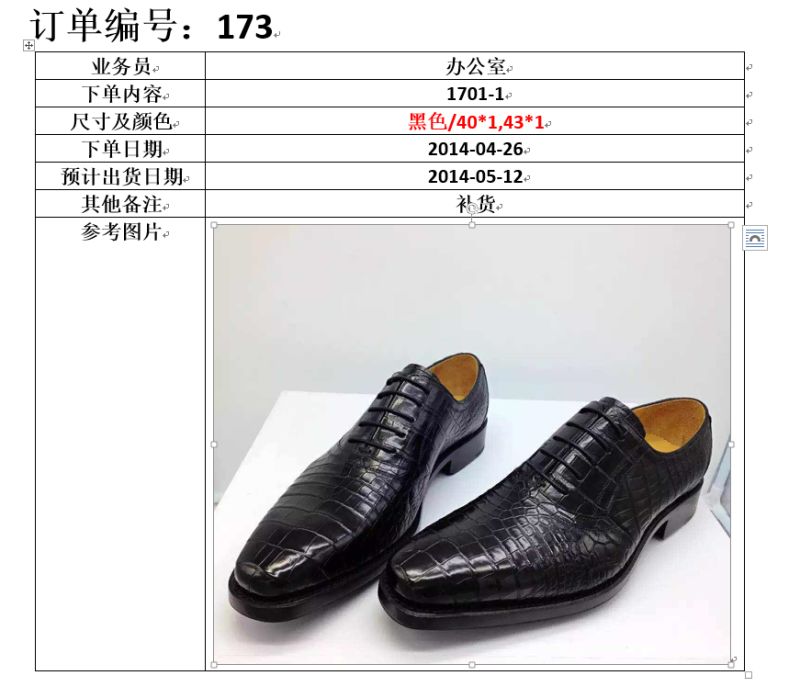 订单编号：173
业务员 办公室
下单内容 1701-1
尺寸及颜色 黑色/40*1,43*1
下单日期 2014-04-26
预计出货日期 2014-05-12
其他备注 补货
参考图片